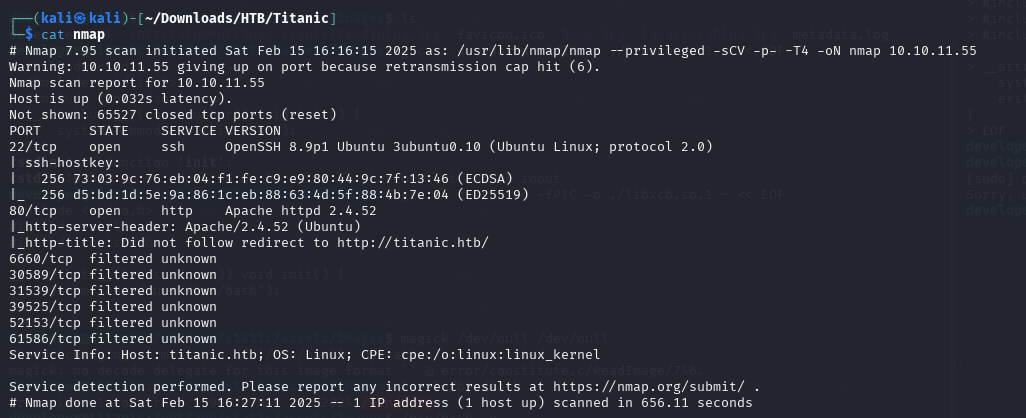 ┌──(kali㉿kali)-[~/Downloads/HTB/Titanic]
└─$ cat nmap
# Nmap 7.95 scan initiated Sat Feb 15 16:16:15 2025 as: /usr/lib/nmap/nmap --privileged -sCV -p- -T4 -oN nmap 10.10.11.55
Warning: 10.10.11.55 giving up on port because retransmission cap hit (6).
Nmap scan report for 10.10.11.55
Host is up (0.032s latency).
Not shown: 65527 closed tcp ports (reset)
PORT      STATE    SERVICE VERSION
22/tcp    open     ssh     OpenSSH 8.9p1 Ubuntu 3ubuntu0.10 (Ubuntu Linux; protocol 2.0)
| ssh-hostkey:
|   256 73:03:9c:76:eb:04:f1:fe:c9:e9:80:44:9c:7f:13:46 (ECDSA)
|_  256 d5:bd:1d:5e:9a:86:1c:eb:88:63:4d:5f:88:4b:7e:04 (ED25519)
80/tcp    open     http    Apache httpd 2.4.52
|_http-server-header: Apache/2.4.52 (Ubuntu)
|_http-title: Did not follow redirect to http://titanic.htb/
6660/tcp  filtered unknown
30589/tcp filtered unknown
31539/tcp filtered unknown
39525/tcp filtered unknown
52153/tcp filtered unknown
61586/tcp filtered unknown
Service Info: Host: titanic.htb; OS: Linux; CPE: cpe:/o:linux:linux_kernel

Service detection performed. Please report any incorrect results at https://nmap.org/submit/ .
# Nmap done at Sat Feb 15 16:27:11 2025 -- 1 IP address (1 host up) scanned in 656.11 seconds